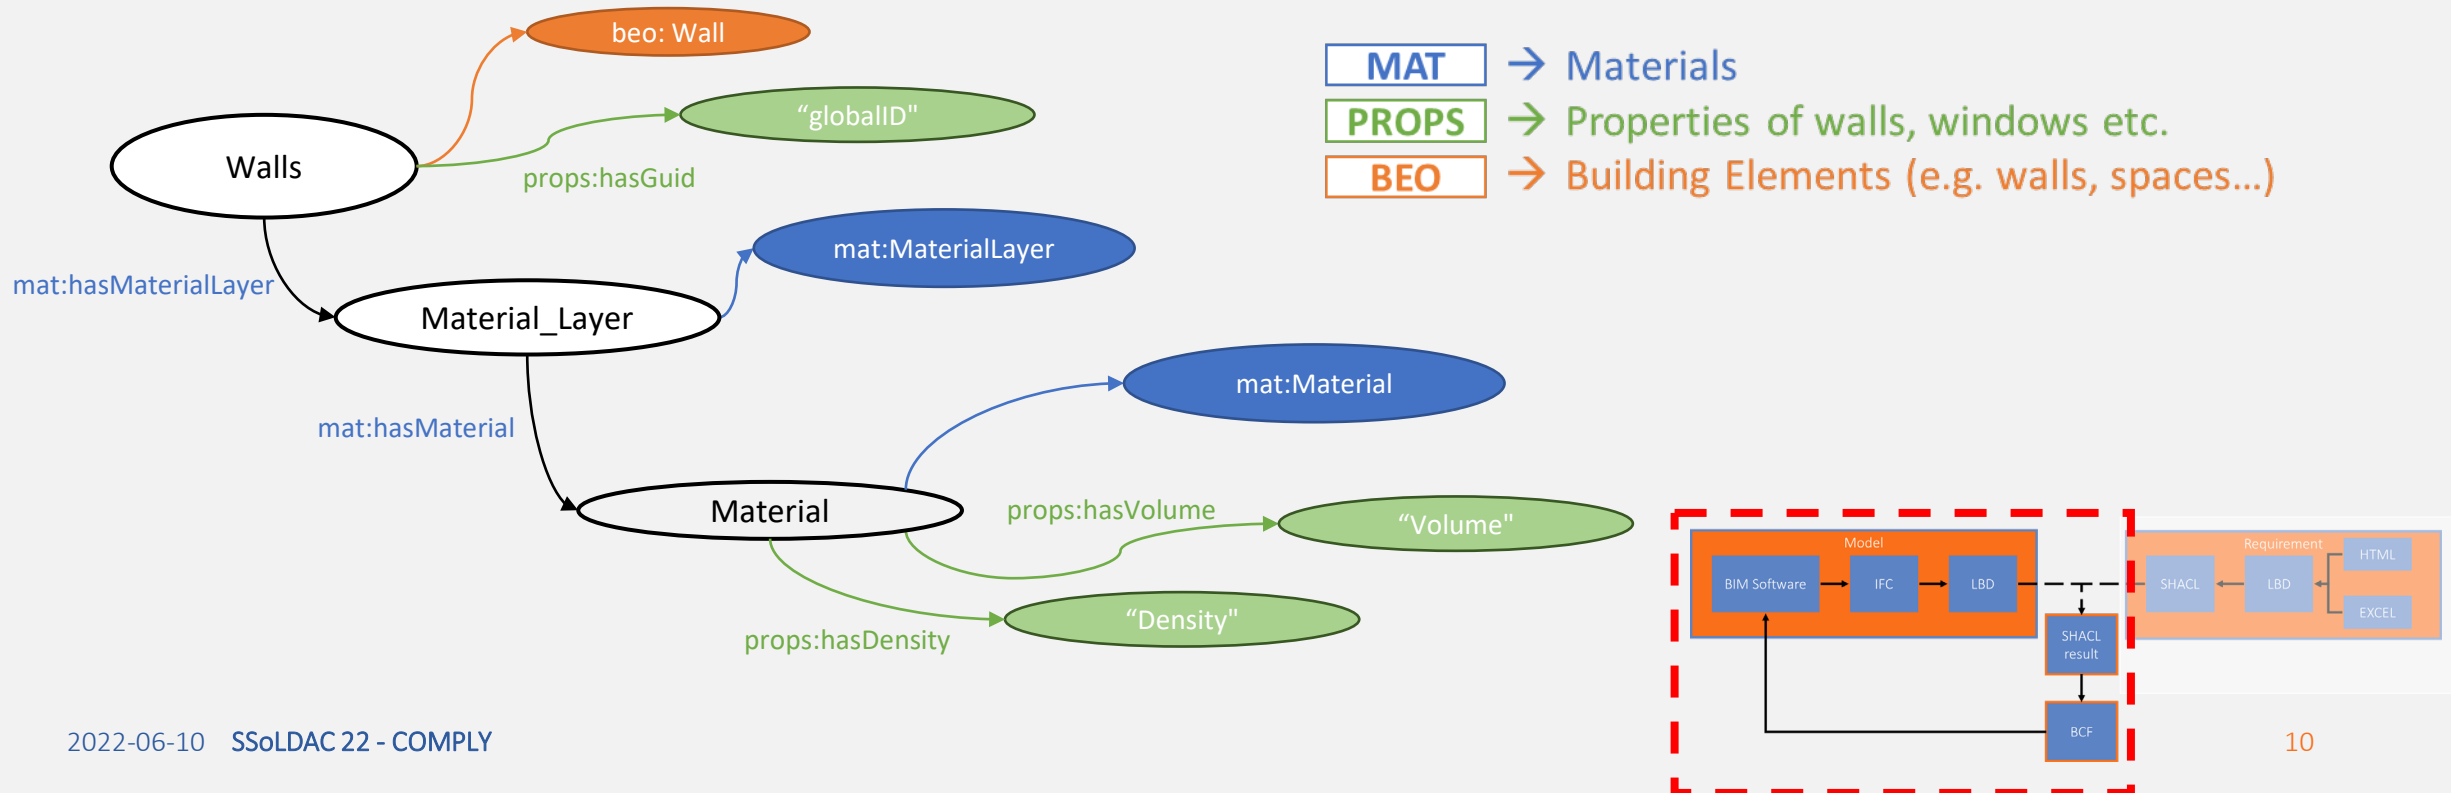 beo: Wall
“globalID"
Walls
props:hasGuid
mat:MaterialLayer
mat:hasMaterialLayer
Material_Layer
mat:Material
mat:hasMaterial
Material
props:hasVolume
“Volume"
“Density"
props:hasDensity
MAT → Materials
PROPS → Properties of walls, windows etc.
BEO → Building Elements (e.g. walls, spaces...)
Model
BIM Software
IFC
LBD
Requirement
SHACL
LBD
HTML
EXCEL
SHACL
result
BCF
2022-06-10 SSoLDAC 22 - COMPLY
10